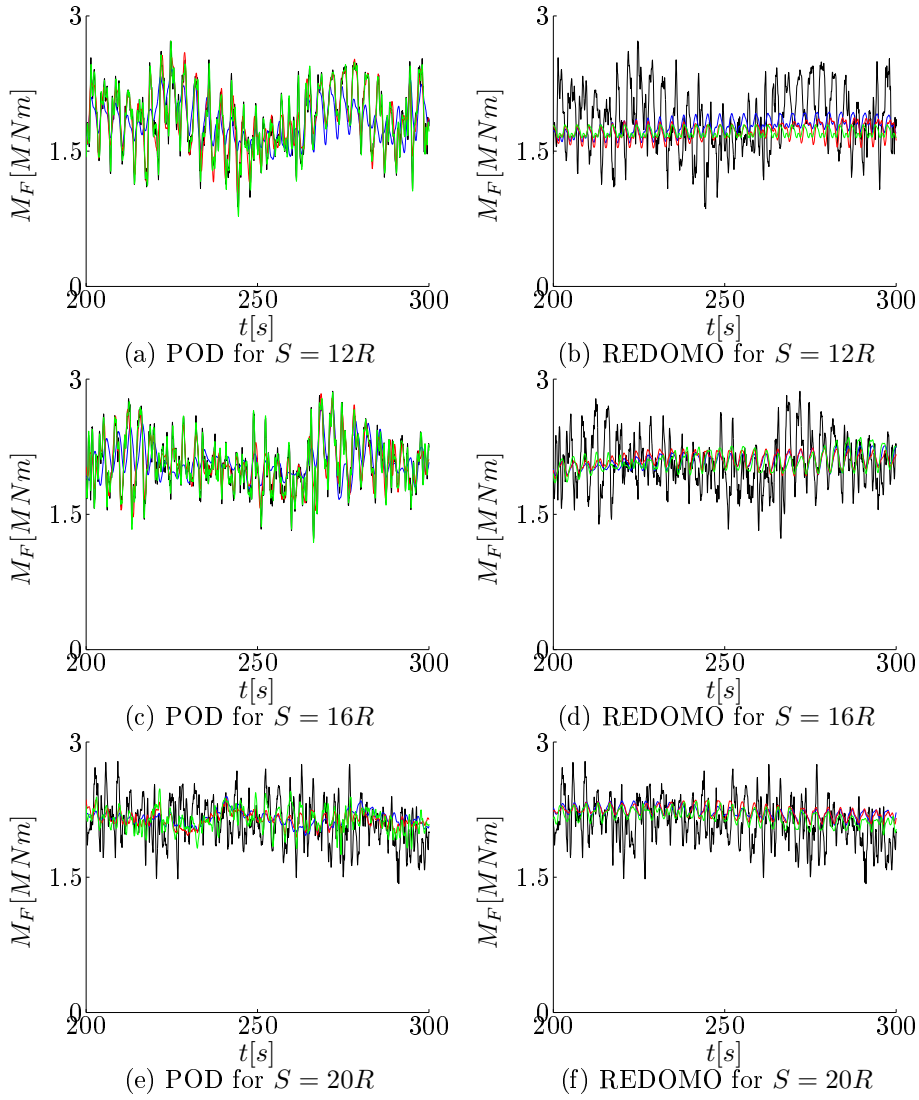 3
1.5
0
M_F[MNm]
200
250
300
t[s]
(a) POD for S = 12R
3
1.5
0
M_F[MNm]
200
250
300
t[s]
(b) REDOMO for S = 12R
3
1.5
0
M_F[MNm]
200
250
300
t[s]
(c) POD for S = 16R
3
1.5
0
M_F[MNm]
200
250
300
t[s]
(d) REDOMO for S = 16R
3
1.5
0
M_F[MNm]
200
250
300
t[s]
(e) POD for S = 20R
3
1.5
0
M_F[MNm]
200
250
300
t[s]
(f) REDOMO for S = 20R